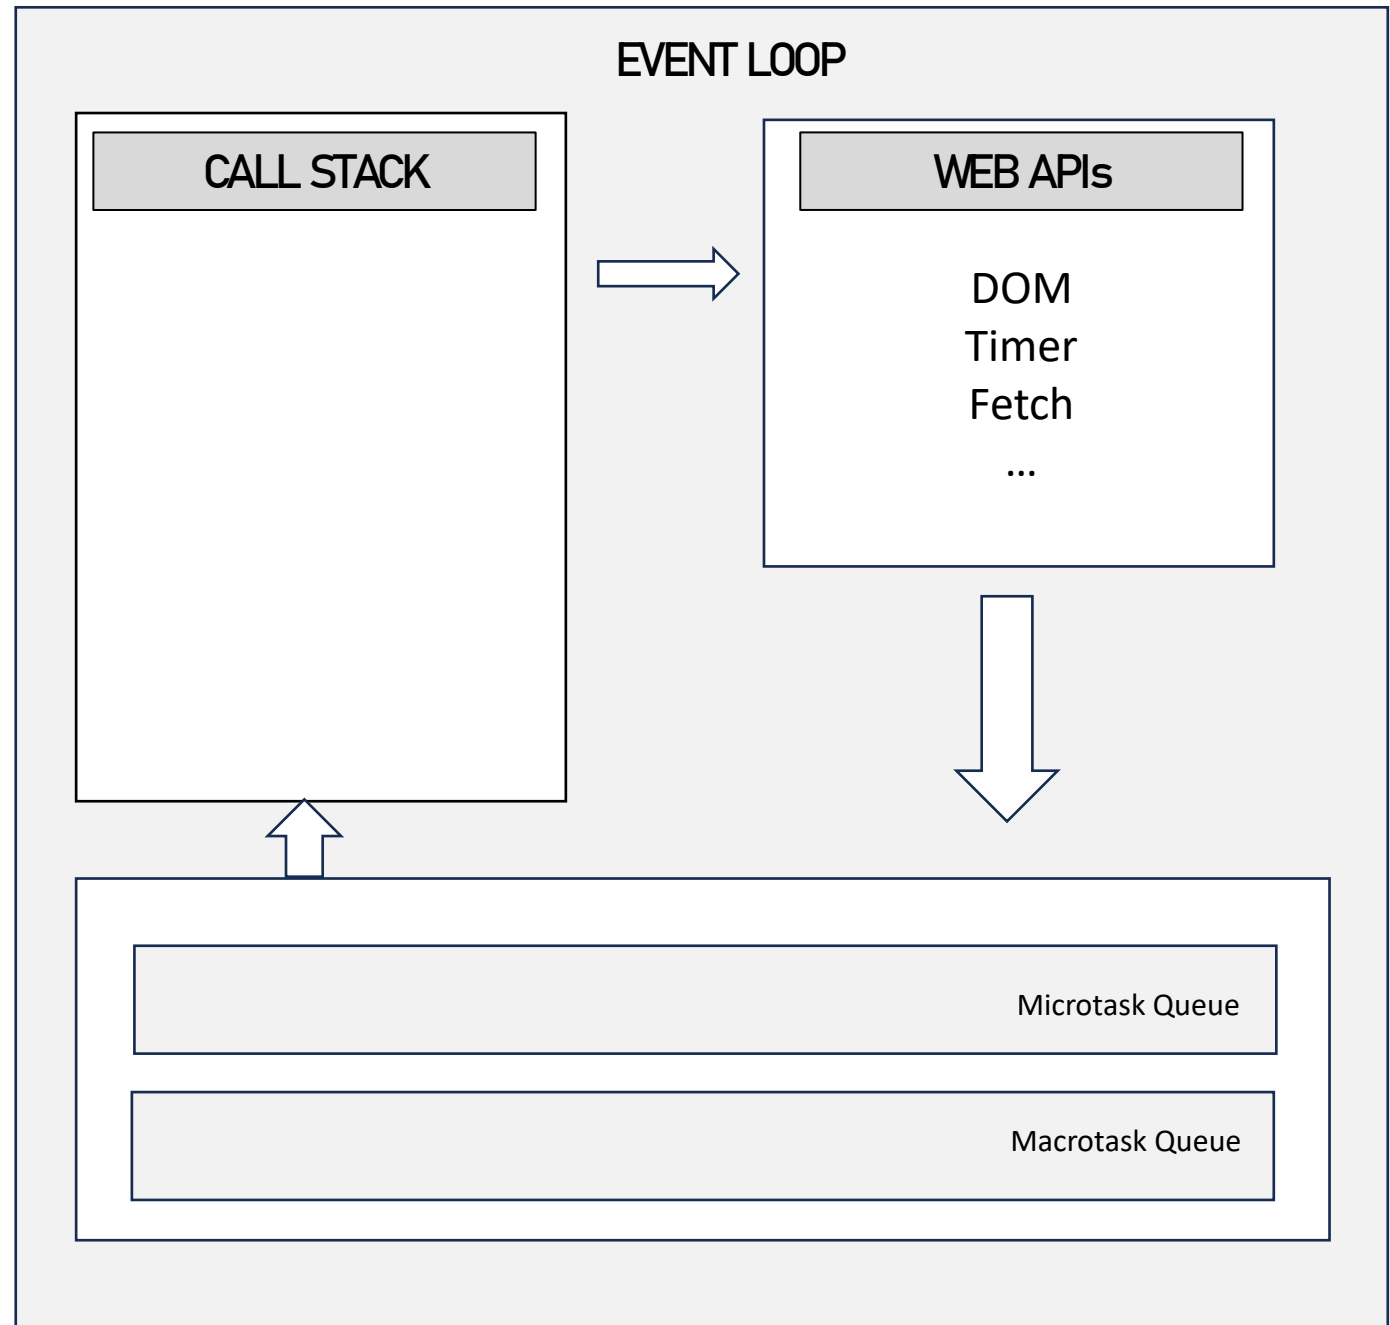 EVENT LOOP
CALL STACK
WEB APIs
DOM
Timer
Fetch
...
Microtask Queue
Macrotask Queue